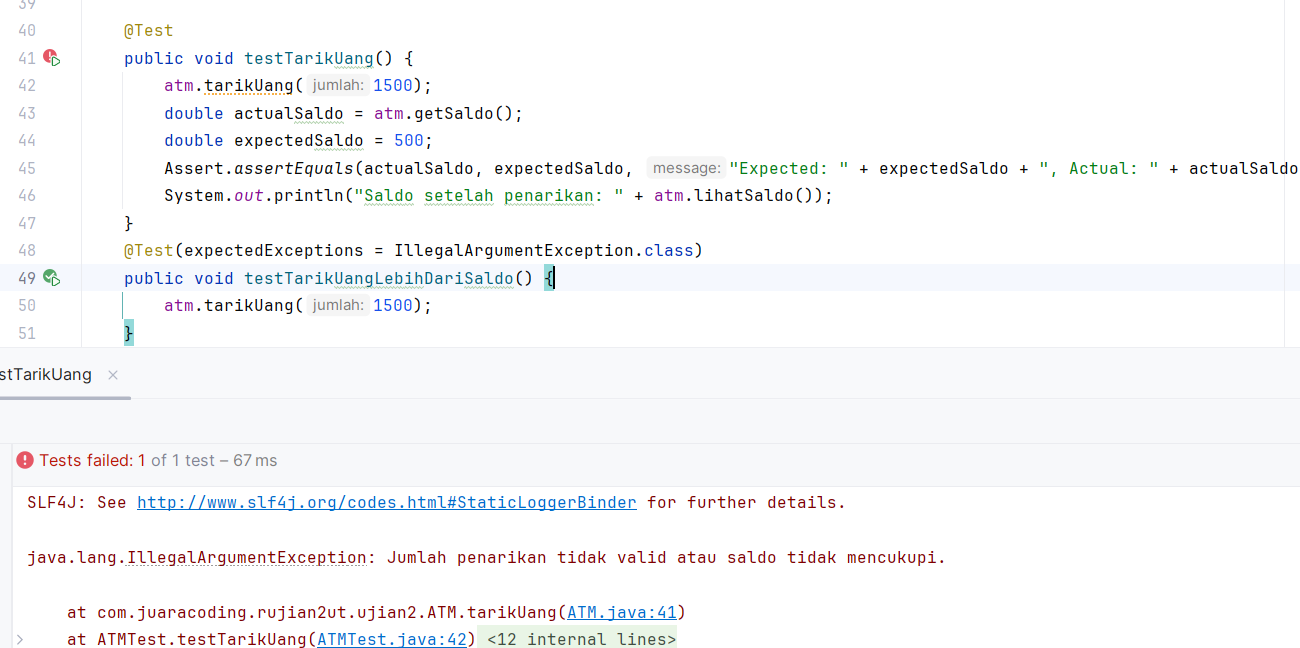 39
40 @Test
41 public void testTarikUang() {
42 atm.tarikUang( jumlah: 1500);
43 double actualSaldo = atm.getSaldo();
44 double expectedSaldo = 500;
45 Assert.assertEquals(actualSaldo, expectedSaldo, message: "Expected: " + expectedSaldo + ", Actual: " + actualSaldo
46 System.out.println("Saldo setelah penarikan: " + atm.lihatSaldo());
47 }
48 @Test(expectedExceptions = IllegalArgumentException.class)
49 public void testTarikUangLebihDariSaldo() {
50 atm.tarikUang( jumlah: 1500);
51 }
stTarikUang ×
Tests failed: 1 of 1 test – 67 ms
SLF4J: See http://www.slf4j.org/codes.html#StaticLoggerBinder for further details.
java.lang.IllegalArgumentException: Jumlah penarikan tidak valid atau saldo tidak mencukupi.
at com.juaracoding.rujian2ut.ujian2.ATM.tarikUang(ATM.java:41)
at ATMTest.testTarikUang(ATMTest.java:42) <12 internal lines>